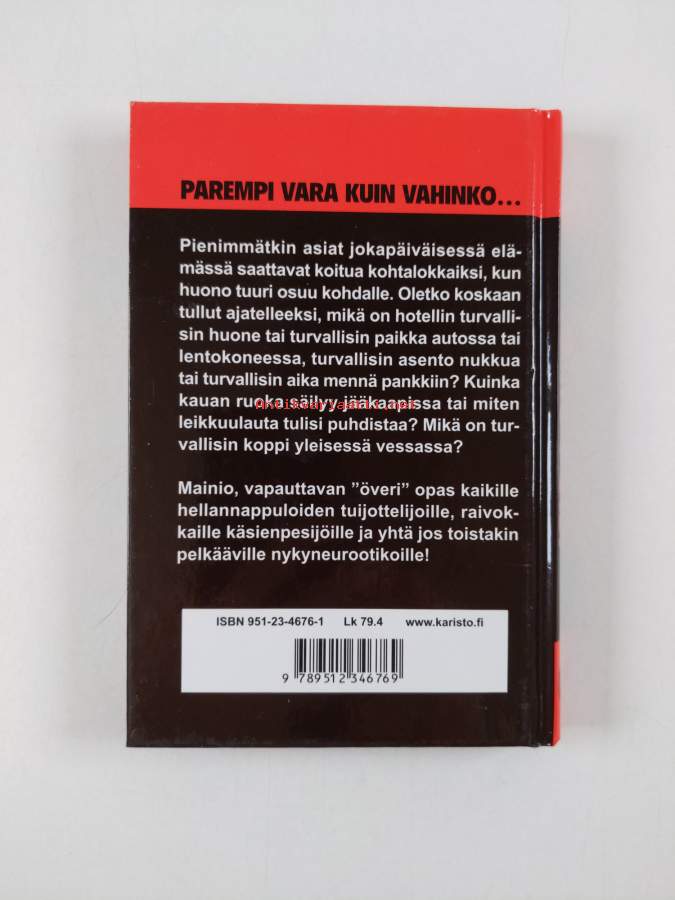 PAREMPI VARA KUIN VAHINKO...
Pienimmätkin asiat jokapäiväisessä elä-
mässä saattavat koitua kohtalokkaiksi, kun
huono tuuri osuu kohdalle. Oletko koskaan
tullut ajatelleeksi, mikä on hotellin turvalli-
sin huone tai turvallisin paikka autossa tai
lentokoneessa, turvallisin asento nukkua
tai turvallisin aika mennä pankkiin? Kuinka
kauan ruoka säilyy jääkaapissa tai miten
Antikvariaatti.net
leikkuulauta tulisi puhdistaa? Mikä on tur-
vallisin koppi yleisessä vessassa?
Mainio, vapauttavan ”överi” opas kaikille
hellannappuloiden tuijottelijoille, raivok-
kaille käsienpesijöille ja yhtä jos toistakin
pelkääville nykyneurootikoille!
ISBN 951-23-4676-1 Lk 79.4 www.karisto.fi
9 789512 346769